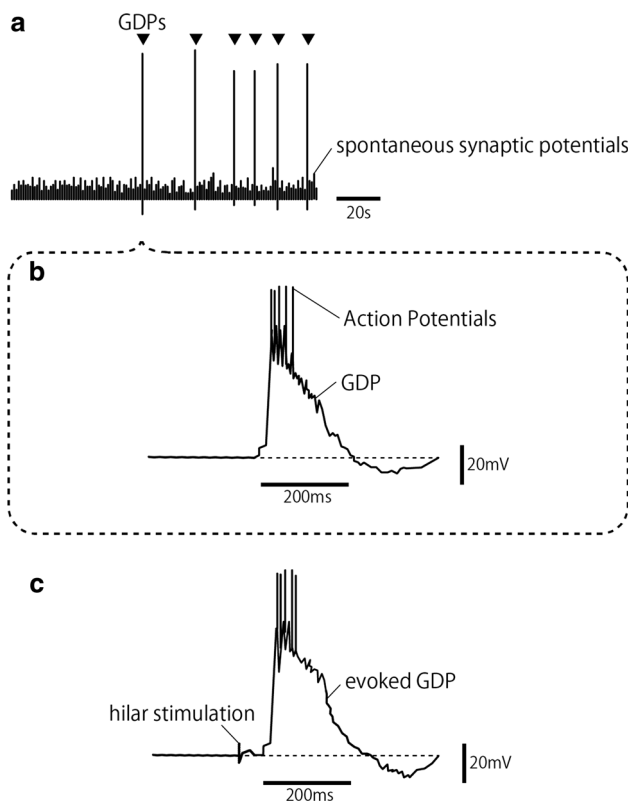 a
GDPs
spontaneous synaptic potentials
20s
b
Action Potentials
GDP
20mV
200ms
c
evoked GDP
hilar stimulation
20mV
200ms